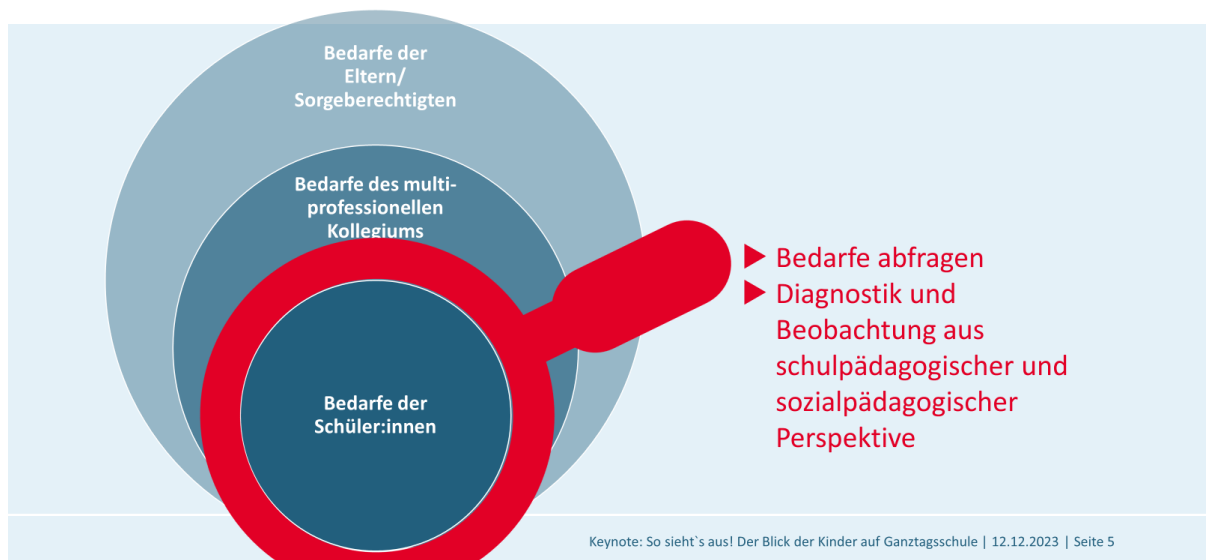 Bedarfe der
Eltern/
Sorgeberechtigten
Bedarfe des multi-
professionellen
Kollegiums
Bedarfe der
Schüler:innen
▶ Bedarfe abfragen
▶ Diagnostik und
Beobachtung aus
schulpädagogischer und
sozialpädagogischer
Perspektive
Keynote: So sieht`s aus! Der Blick der Kinder auf Ganztagsschule | 12.12.2023 | Seite 5